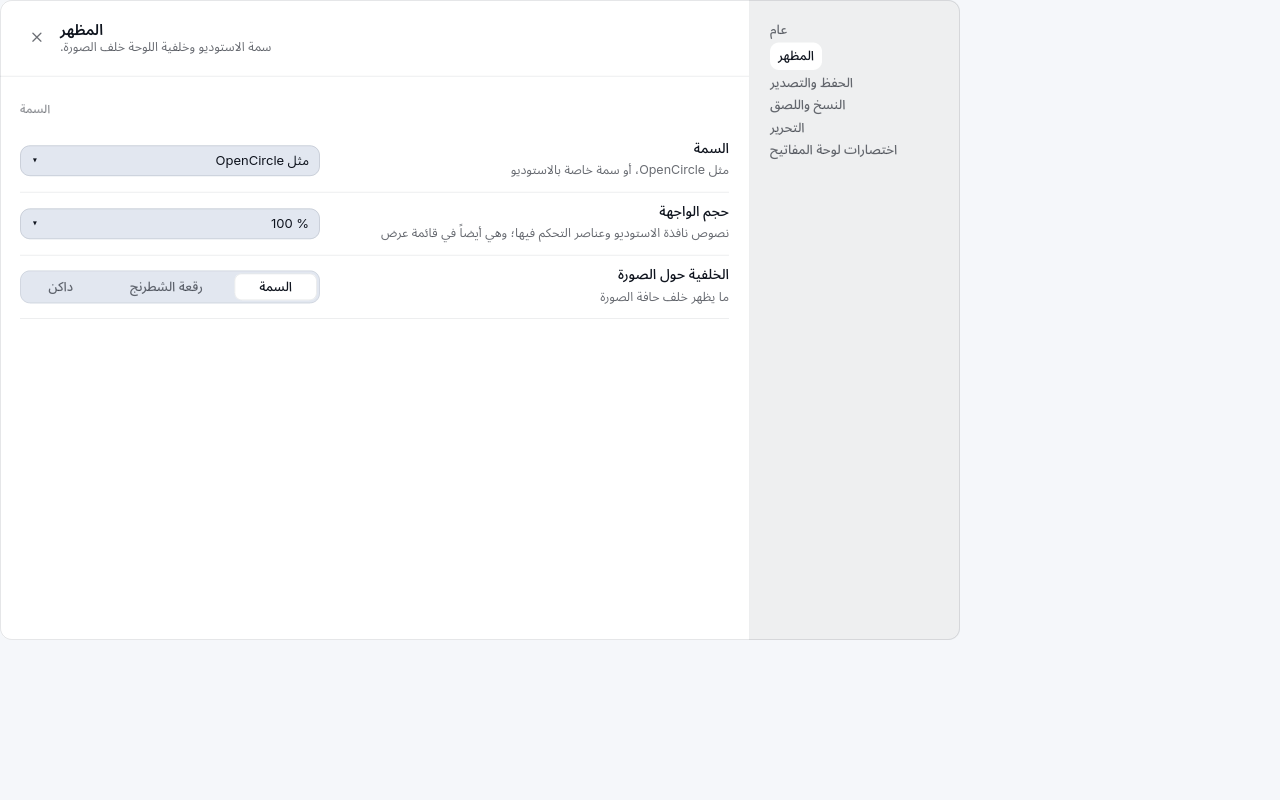 عام
المظهر
الحفظ والتصدير
النسخ واللصق
التحرير
اختصارات لوحة المفاتيح
المظهر
سمة الاستوديو وخلفية اللوحة خلف الصورة.
السمة
السمة
مثل OpenCircle، أو سمة خاصة بالاستوديو
مثل OpenCircle
حجم الواجهة
نصوص نافذة الاستوديو وعناصر التحكم فيها؛ وهي أيضاً في قائمة عرض
100 %
الخلفية حول الصورة
ما يظهر خلف حافة الصورة
السمة
رقعة الشطرنج
داكن